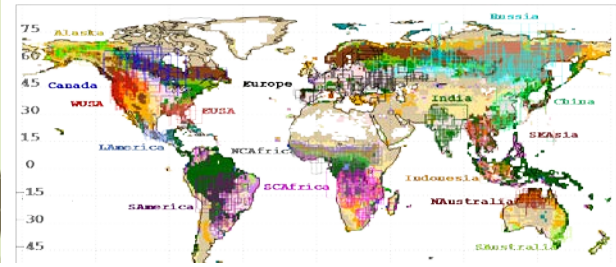 Russia
75
Alaska
60
Canada
Europe
45
WUSA
India
China
30
EUSA
15
LAmerica
NCAfric
SEAsia
0
Indonesia
SCAfrica
-15
SAmerica
NAustralia
-30
SAustralia
-45